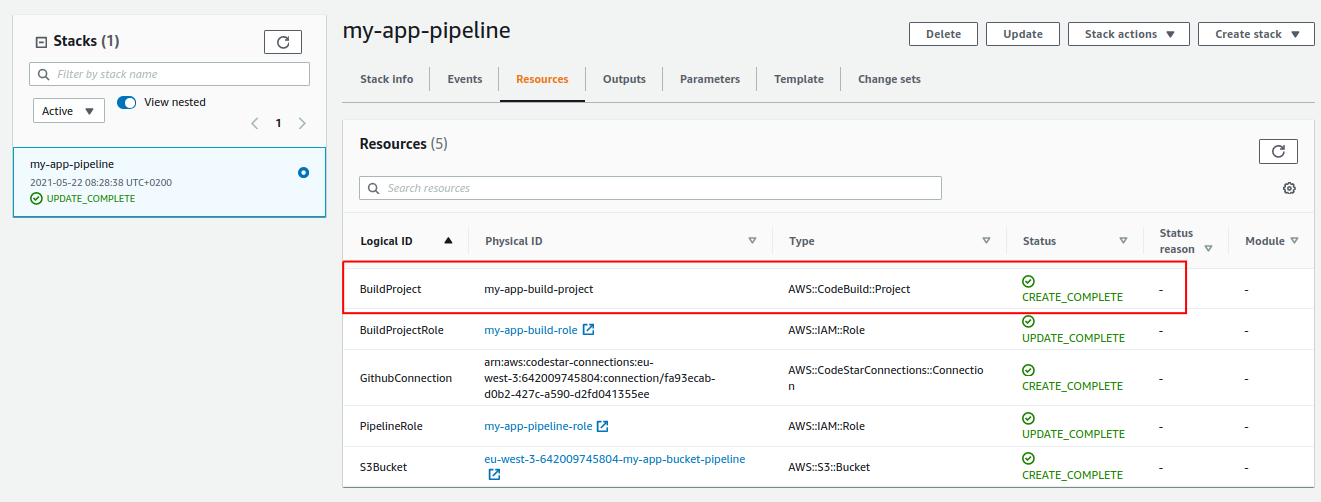 Stacks (1)
Filter by stack name
Active
View nested
1
my-app-pipeline
2021-05-22 08:28:38 UTC+0200
UPDATE_COMPLETE
my-app-pipeline
Delete
Update
Stack actions
Create stack
Stack info
Events
Resources
Outputs
Parameters
Template
Change sets
Resources (5)
Search resources
Logical ID
Physical ID
Type
Status
Status
reason
Module
BuildProject
my-app-build-project
AWS::CodeBuild::Project
CREATE_COMPLETE
-
-
BuildProjectRole
my-app-build-role
AWS::IAM::Role
UPDATE_COMPLETE
-
-
GithubConnection
arn:aws:codestar-connections:eu-
west-3:642009745804:connection/fa93ecab-
d0b2-427c-a590-d2fd041355ee
AWS::CodeStarConnections::Connectio
n
CREATE_COMPLETE
-
-
PipelineRole
my-app-pipeline-role
AWS::IAM::Role
UPDATE_COMPLETE
-
-
S3Bucket
eu-west-3-642009745804-my-app-bucket-pipeline
AWS::S3::Bucket
CREATE_COMPLETE
-
-